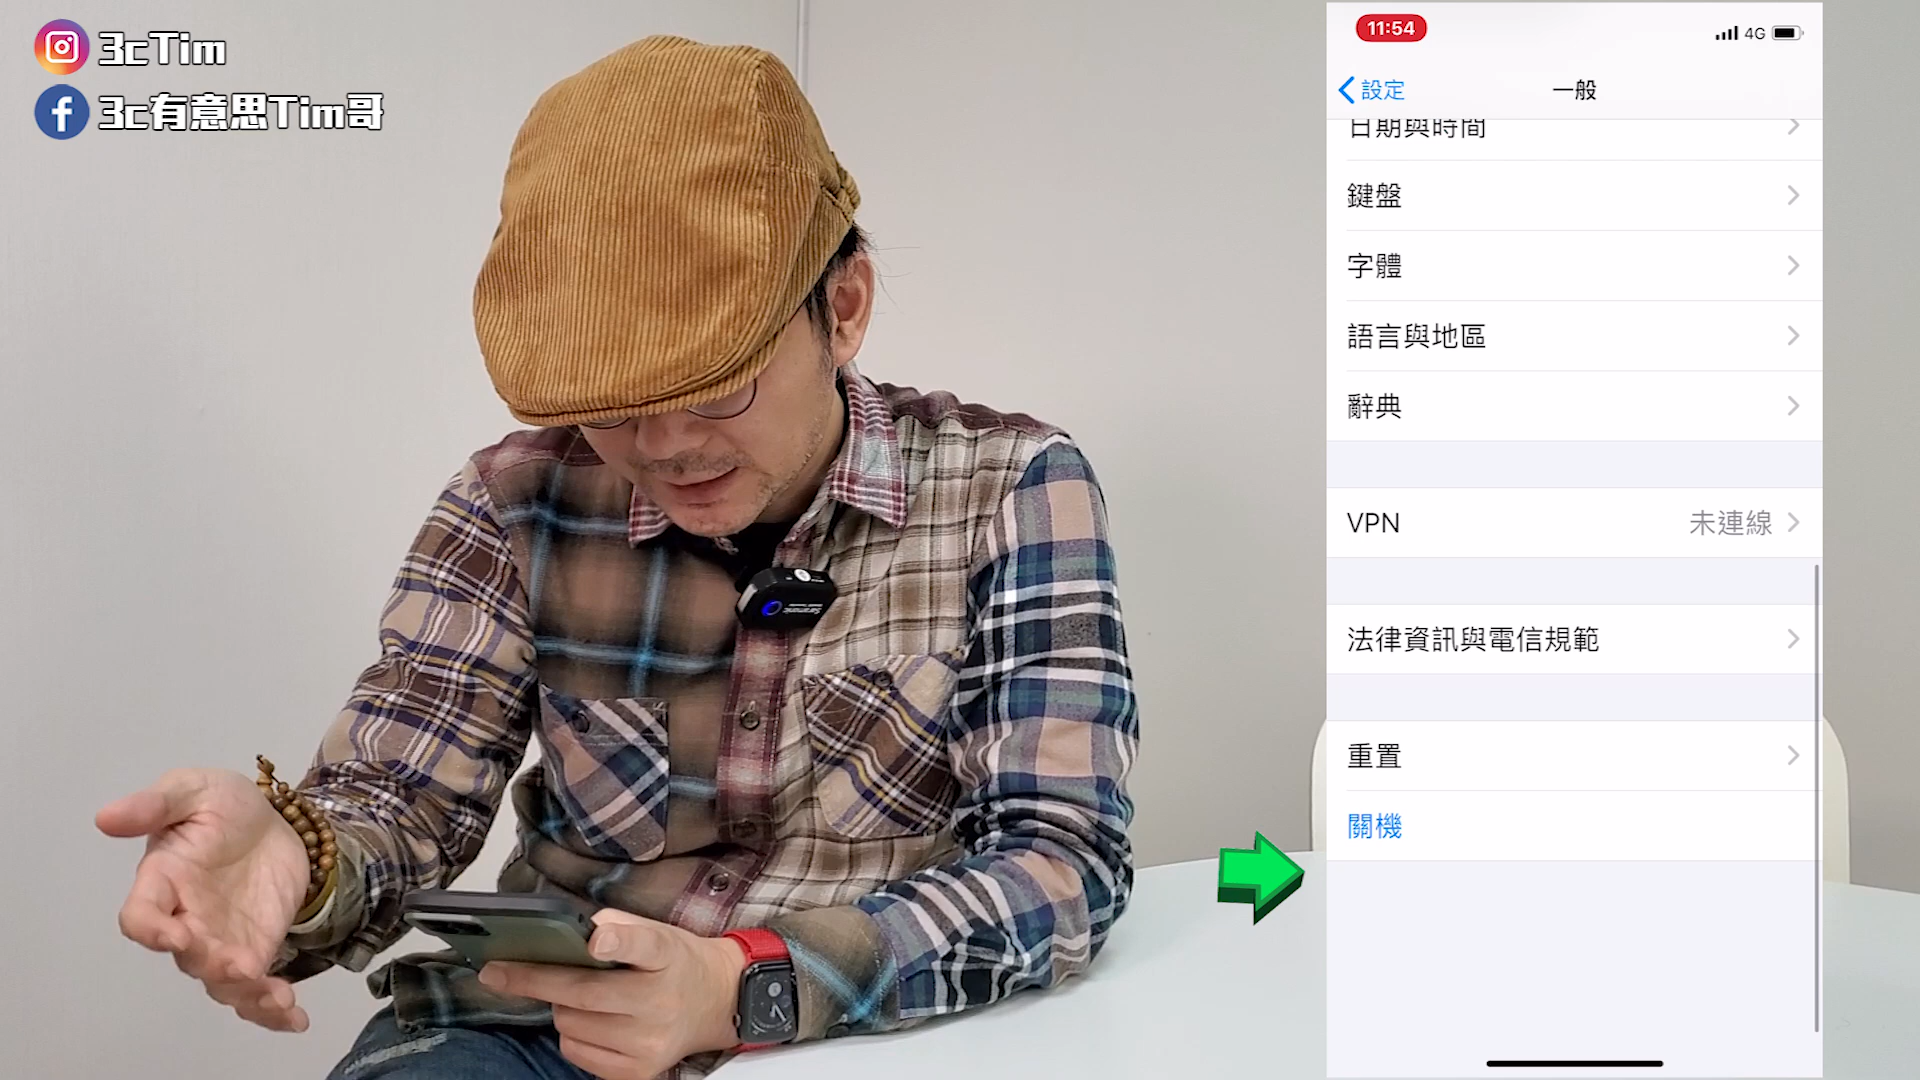 3cTim
3c有意思Tim哥
11:54
4G
設定
一般
日期與時間
鍵盤
字體
語言與地區
辭典
VPN
未連線
法律資訊與電信規範
重置
關機
Saramonic